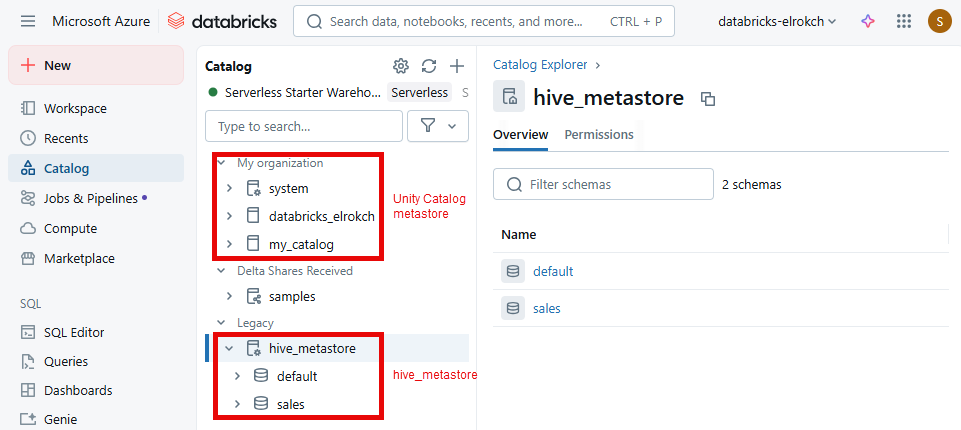 Microsoft Azure
databricks
Search data, notebooks, recents, and more...
CTRL + P
databricks-elrokch
S
New
Workspace
Recents
Catalog
Jobs & Pipelines
Compute
Marketplace
SQL
SQL Editor
Queries
Dashboards
Genie
Catalog
Serverless Starter Wareho...
Serverless
S
Type to search...
My organization
system
databricks_elrokch
my_catalog
Unity Catalog
metastore
Delta Shares Received
samples
Legacy
hive_metastore
default
sales
hive_metastore
Catalog Explorer
hive_metastore
Overview
Permissions
Filter schemas
2 schemas
Name
default
sales